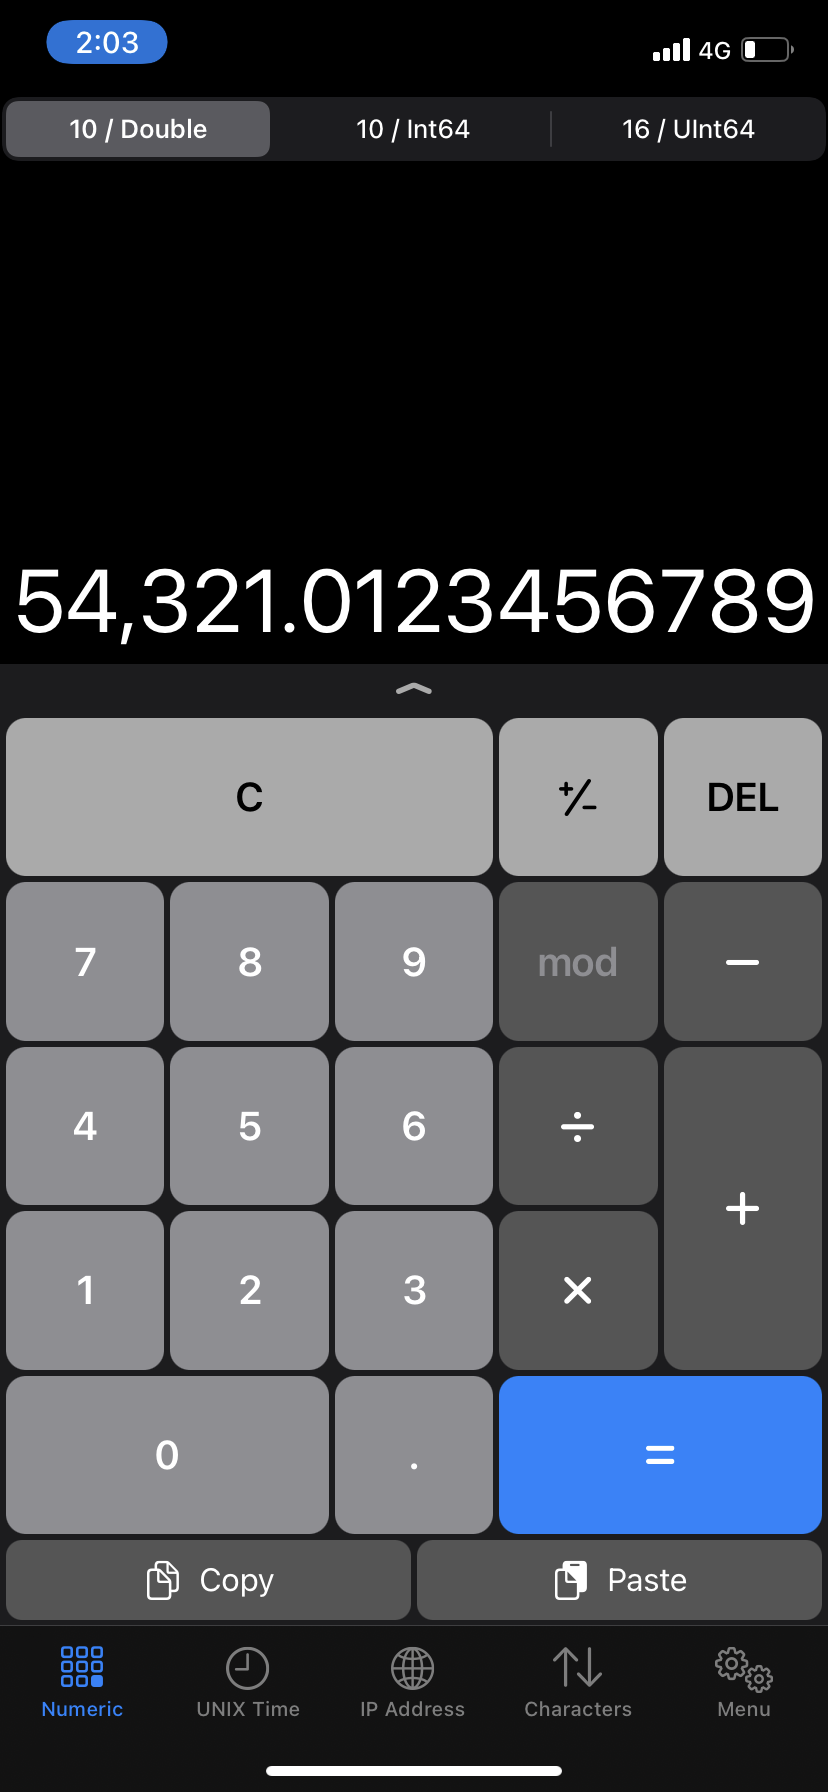 2:03 4G
10 / Double 10 / Int64 16 / UInt64
54,321.0123456789
C +/- DEL
7 8 9 mod −
4 5 6 ÷ +
1 2 3 ×
0 . =
Copy Paste
Numeric UNIX Time IP Address Characters Menu